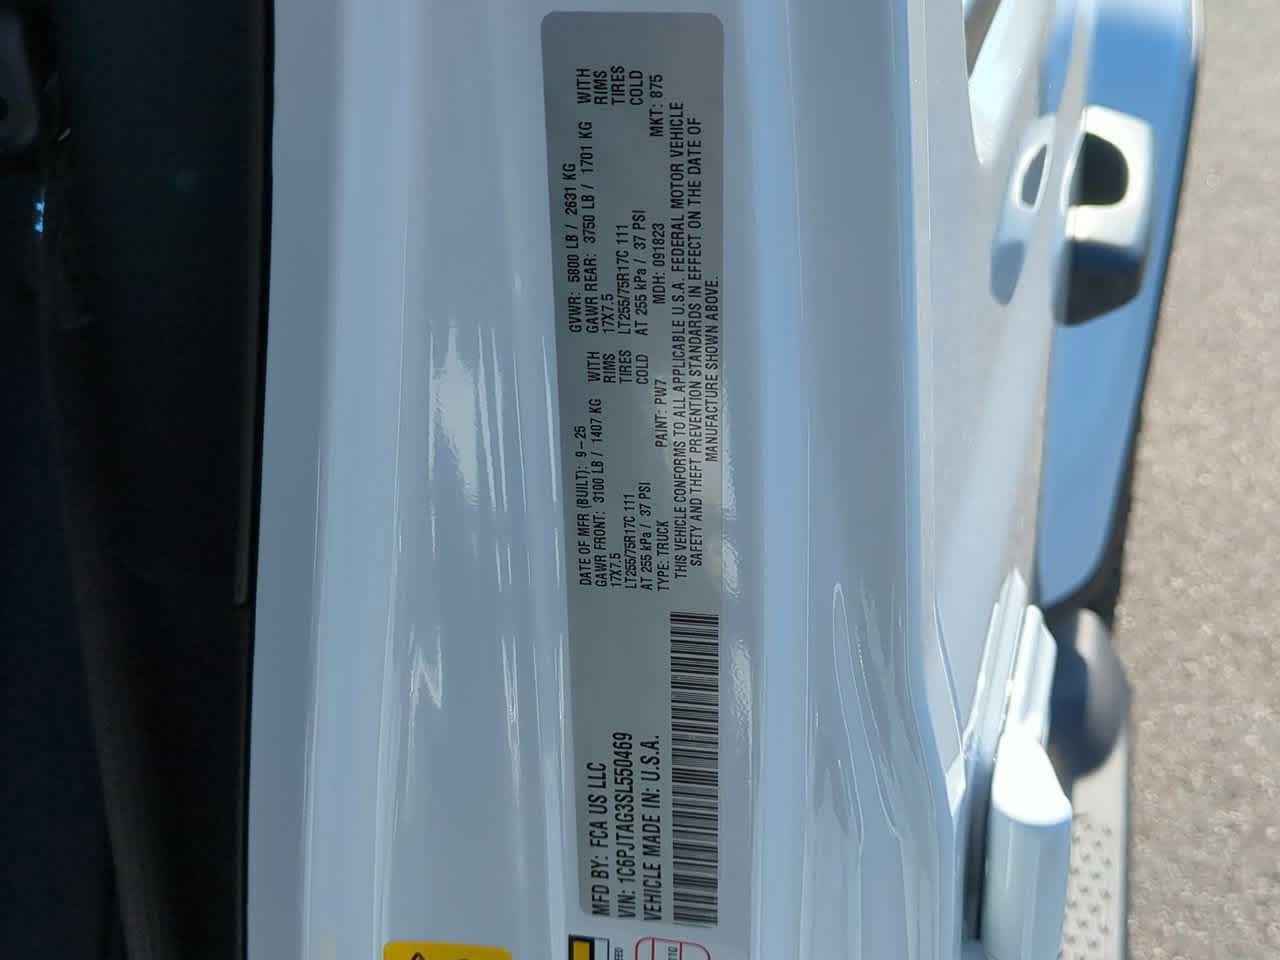 MFD BY: FCA US LLC
VIN: 1C6PJTAG3SL550469
VEHICLE MADE IN: U.S.A.
DATE OF MFR (BUILT): 9-25 GVWR: 5800 LB / 2631 KG
GAWR FRONT: 3100 LB / 1407 KG WITH GAWR REAR: 3750 LB / 1701 KG WITH
17X7.5 RIMS 17X7.5 RIMS
LT255/75R17C 111 TIRES LT255/75R17C 111 TIRES
AT 255 kPa / 37 PSI COLD AT 255 kPa / 37 PSI COLD
TYPE: TRUCK PAINT: PW7 MDH: 091823 MKT: 875
THIS VEHICLE CONFORMS TO ALL APPLICABLE U.S.A. FEDERAL MOTOR VEHICLE
SAFETY AND THEFT PREVENTION STANDARDS IN EFFECT ON THE DATE OF
MANUFACTURE SHOWN ABOVE.